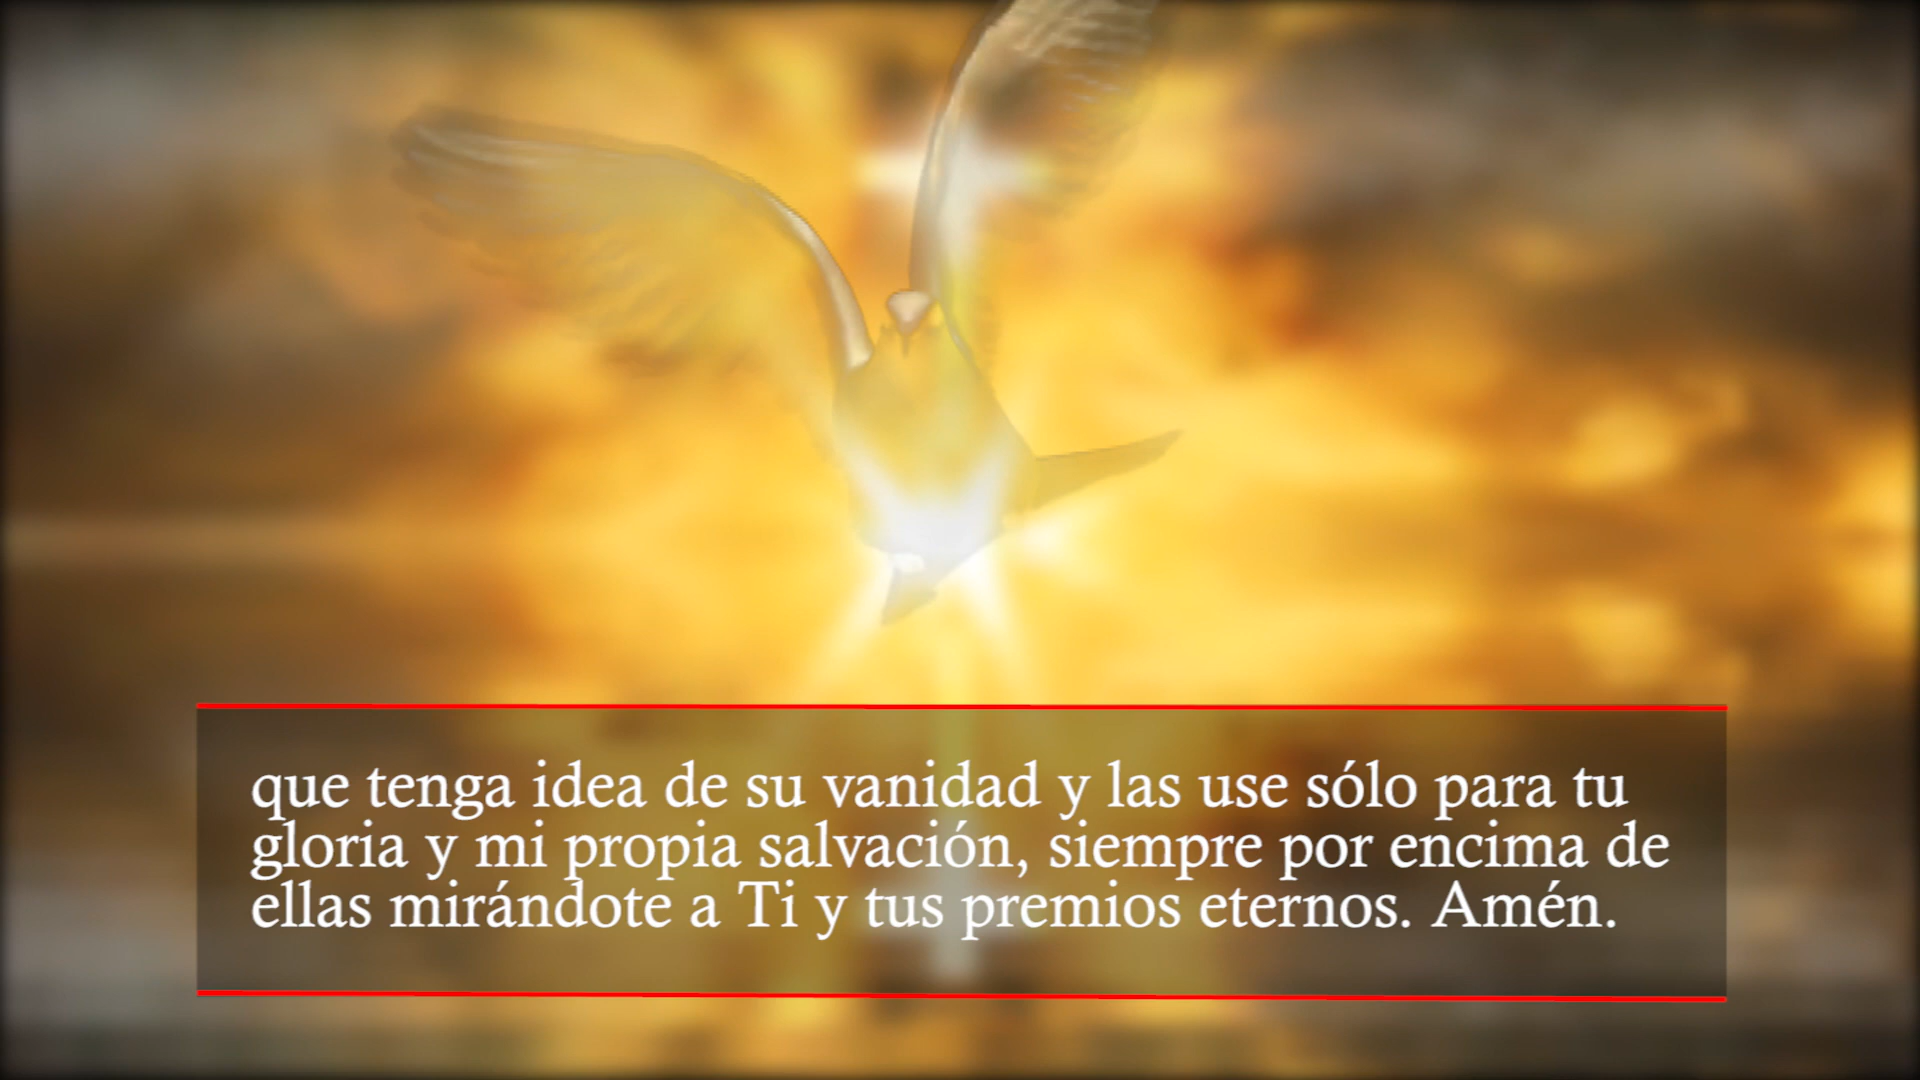 que tenga idea de su vanidad y las use sólo para tu
gloria y mi propia salvación, siempre por encima de
ellas mirándote a Ti y tus premios eternos. Amén.